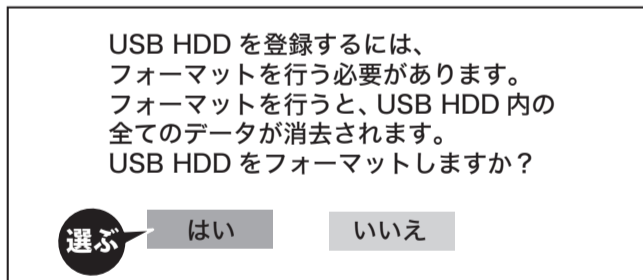 USB HDD を登録するには、
フォーマットを行う必要があります。
フォーマットを行うと、USB HDD 内の
全てのデータが消去されます。
USB HDD をフォーマットしますか？
選ぶ はい いいえ